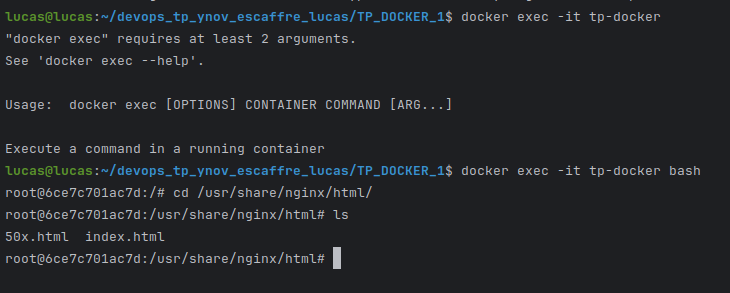 lucas@lucas:~/devops_tp_ynov_escaffre_lucas/TP_DOCKER_1$ docker exec -it tp-docker
"docker exec" requires at least 2 arguments.
See 'docker exec --help'.
Usage:  docker exec [OPTIONS] CONTAINER COMMAND [ARG...]
Execute a command in a running container
lucas@lucas:~/devops_tp_ynov_escaffre_lucas/TP_DOCKER_1$ docker exec -it tp-docker bash
root@6ce7c701ac7d:/# cd /usr/share/nginx/html/
root@6ce7c701ac7d:/usr/share/nginx/html# ls
50x.html  index.html
root@6ce7c701ac7d:/usr/share/nginx/html#